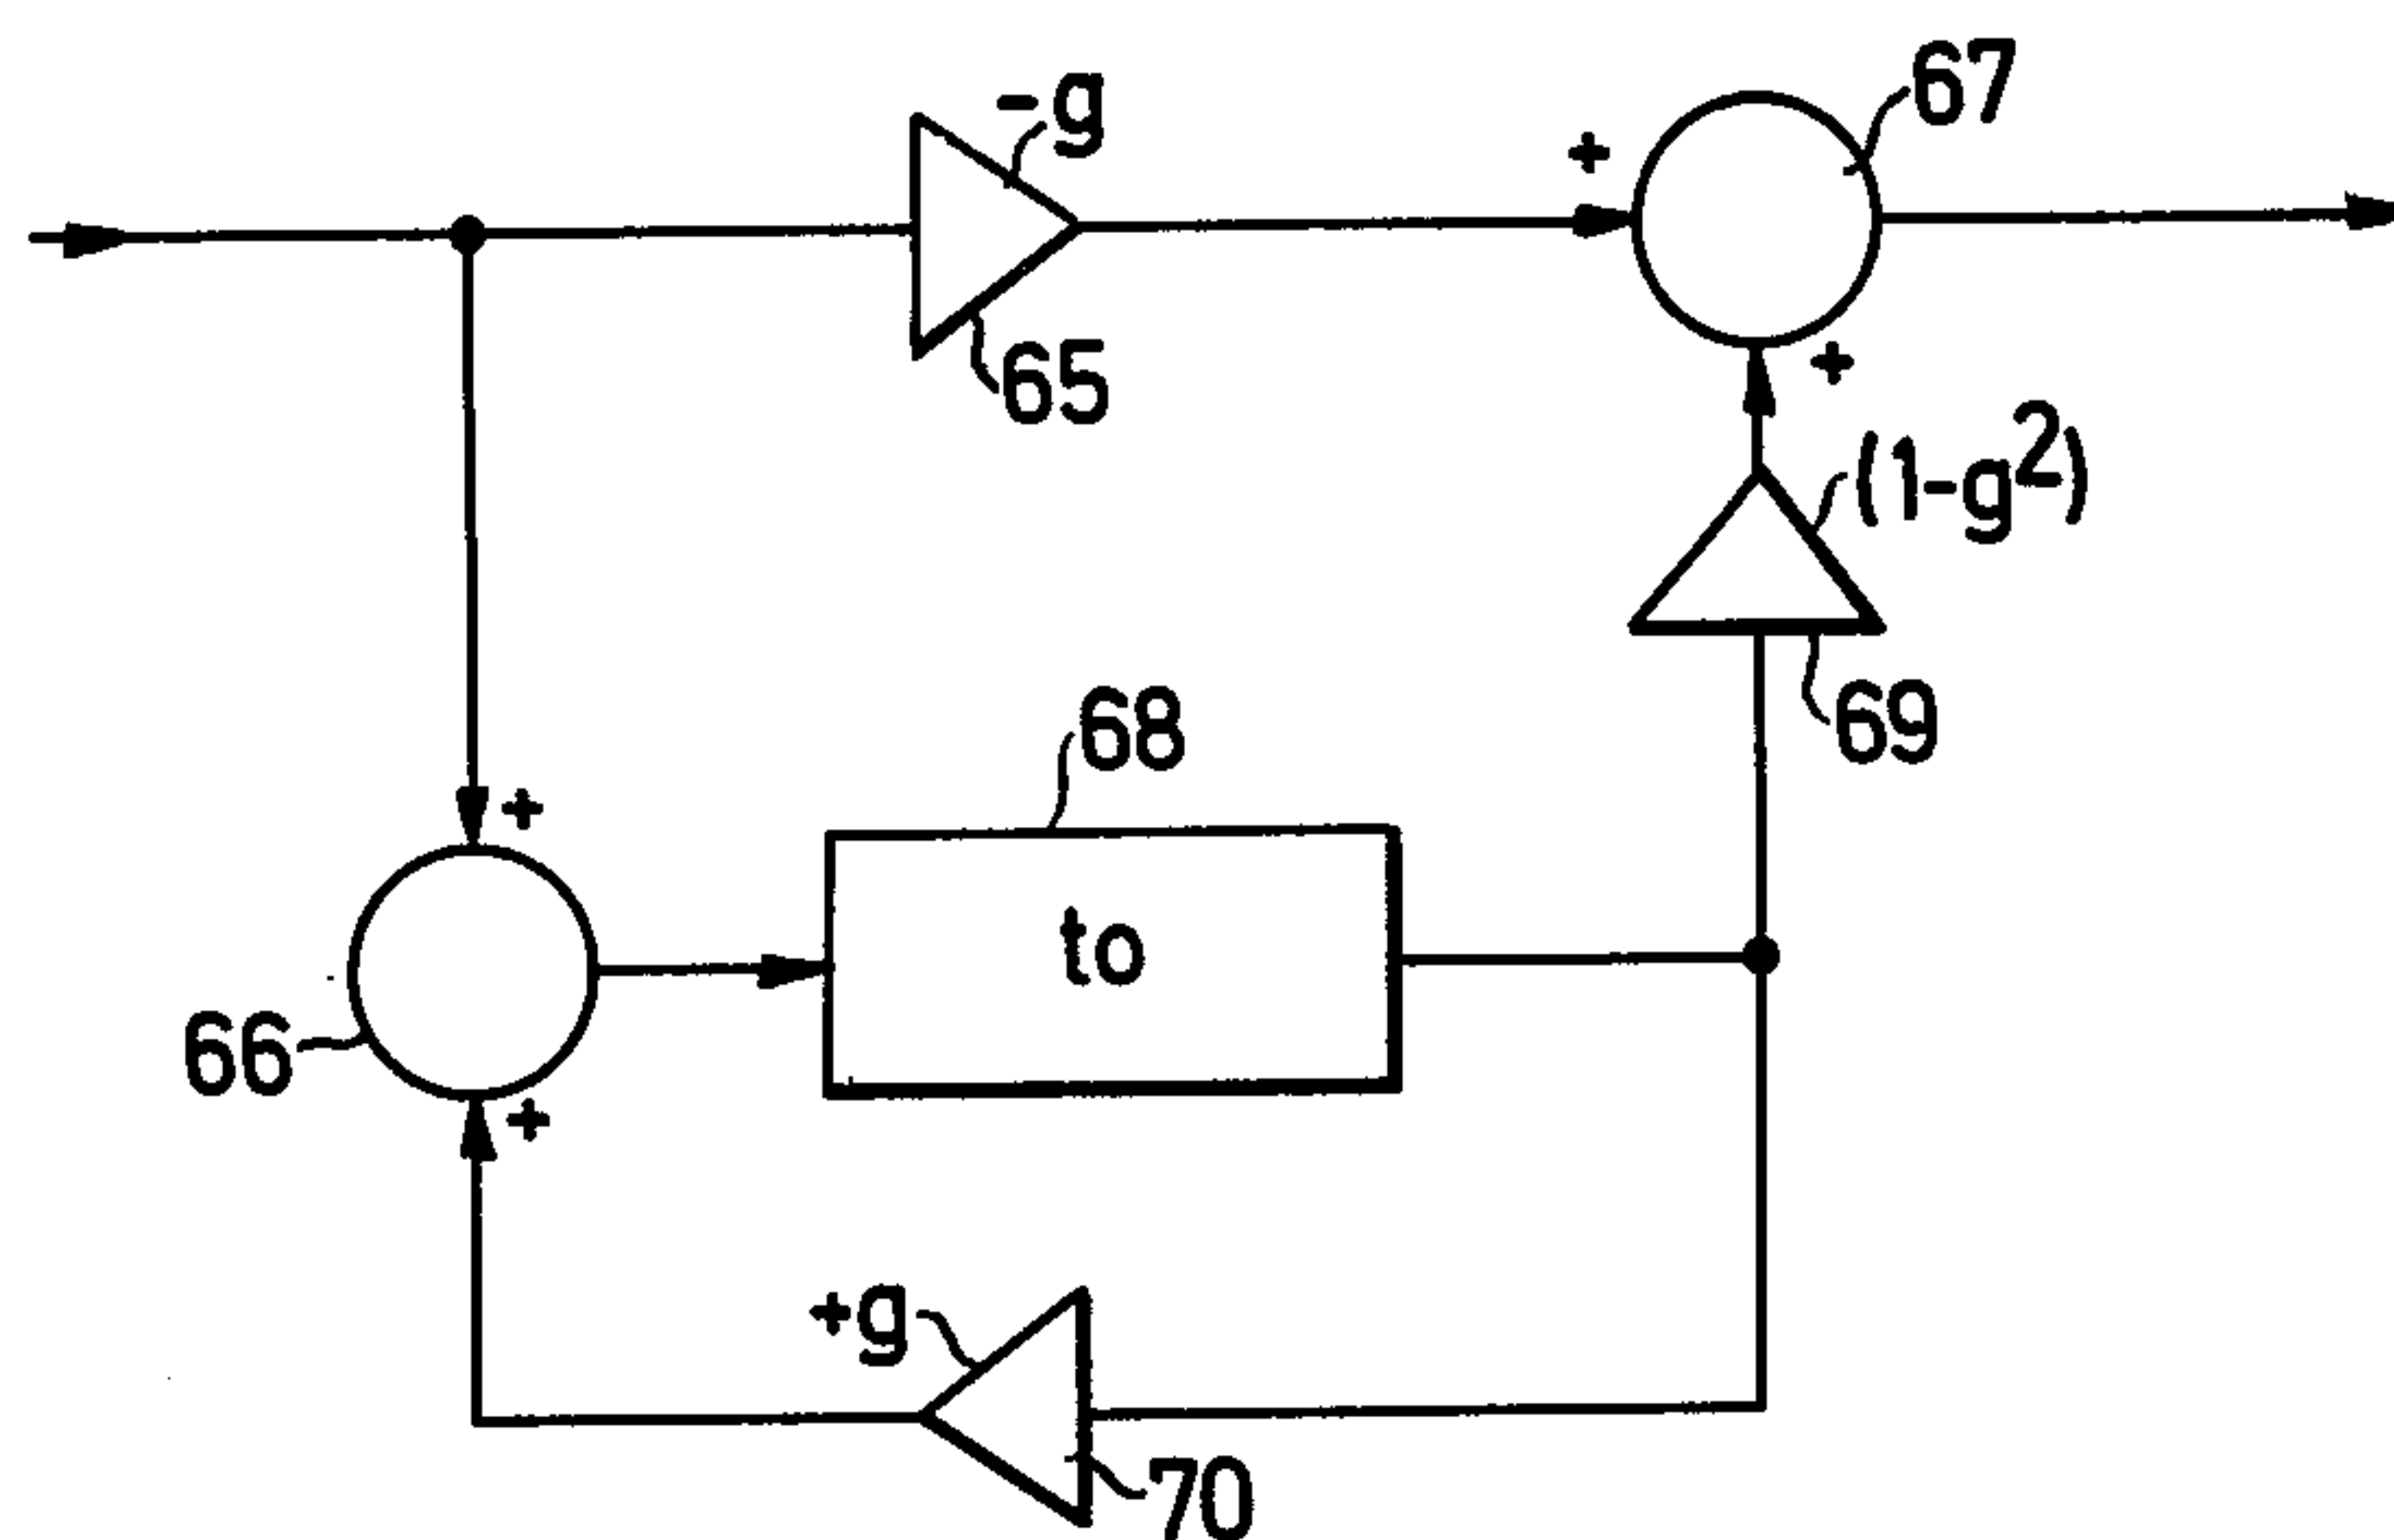 67
-g
+
65
+
(1-g²)
68
69
+
to
66
+
+g
70